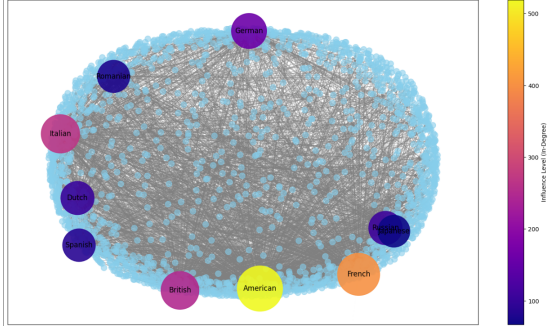 German
Romanian
Italian
Dutch
Spanish
British
American
French
500
400
300
200
100
Influence Level (In-Degree)